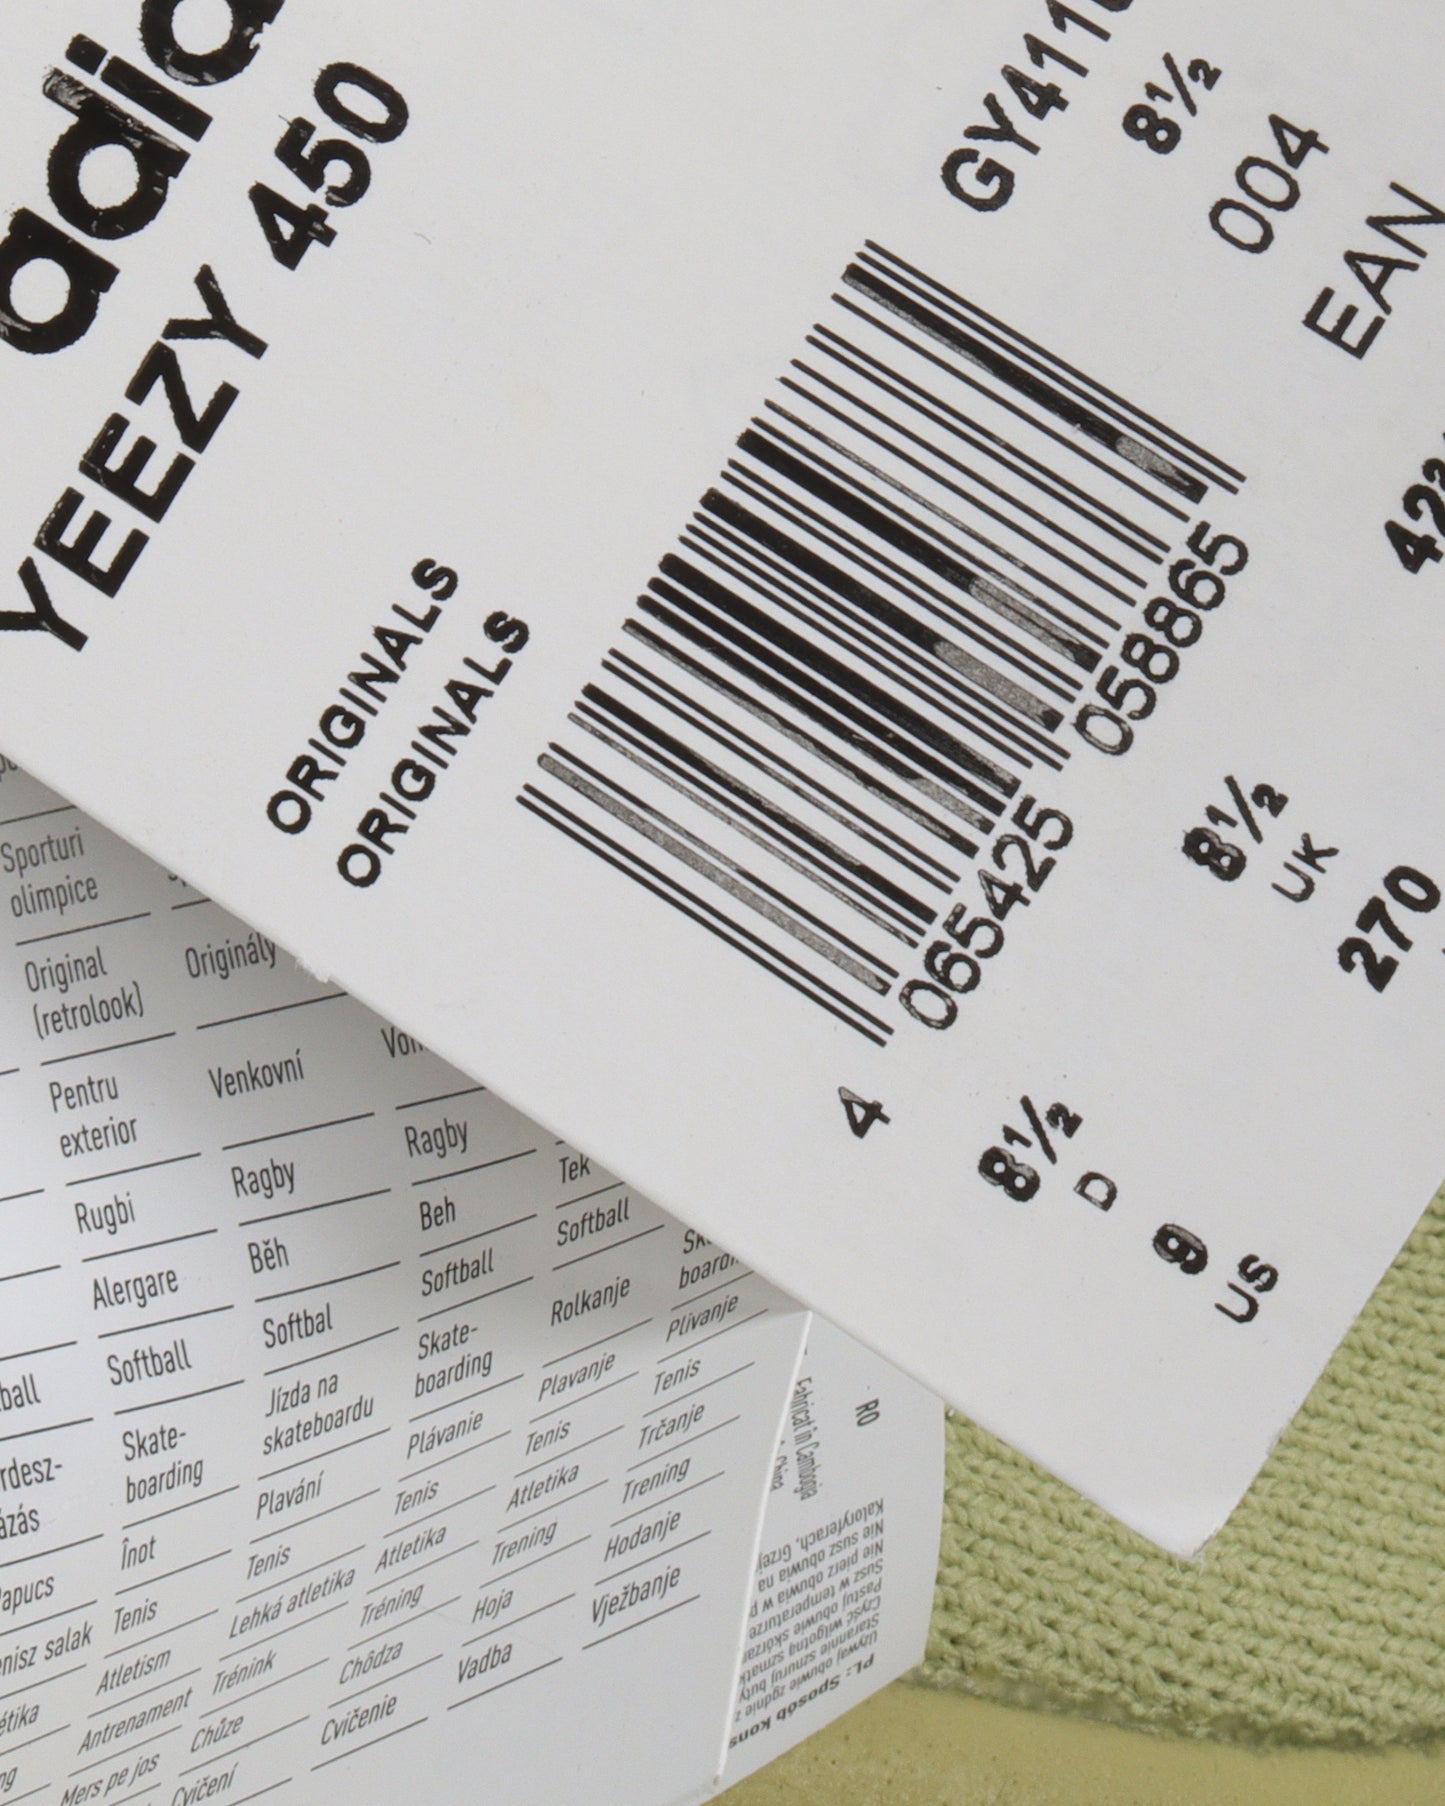 YEEZY 450
ORIGINALS
ORIGINALS
8½
004
EAN
4 065425 058865
8½
UK
270
8½
D
9
US
Sporturi
olimpice
Original
(retrolook)
Originály
Pentru
exterior
Venkovní
Rugbi
Ragby
Ragby
Alergare
Běh
Beh
Tek
Softball
Softbal
Softball
Softball
Skate-
boarding
Jízda na
skateboardu
Skate-
boarding
Rolkanje
Înot
Plavání
Plávanie
Plavanje
Plivanje
Papucs
Tenis
Tenis
Tenis
Tenis
Tenis
Atletism
Lehká atletika
Atletika
Atletika
Trčanje
Antrenament
Trénink
Tréning
Trening
Trening
Mers pe jos
Chůze
Chôdza
Hoja
Hodanje
Cvičení
Cvičenie
Vadba
Vježbanje
RO
Fabricat in Cambogia
PL: Sposób kons